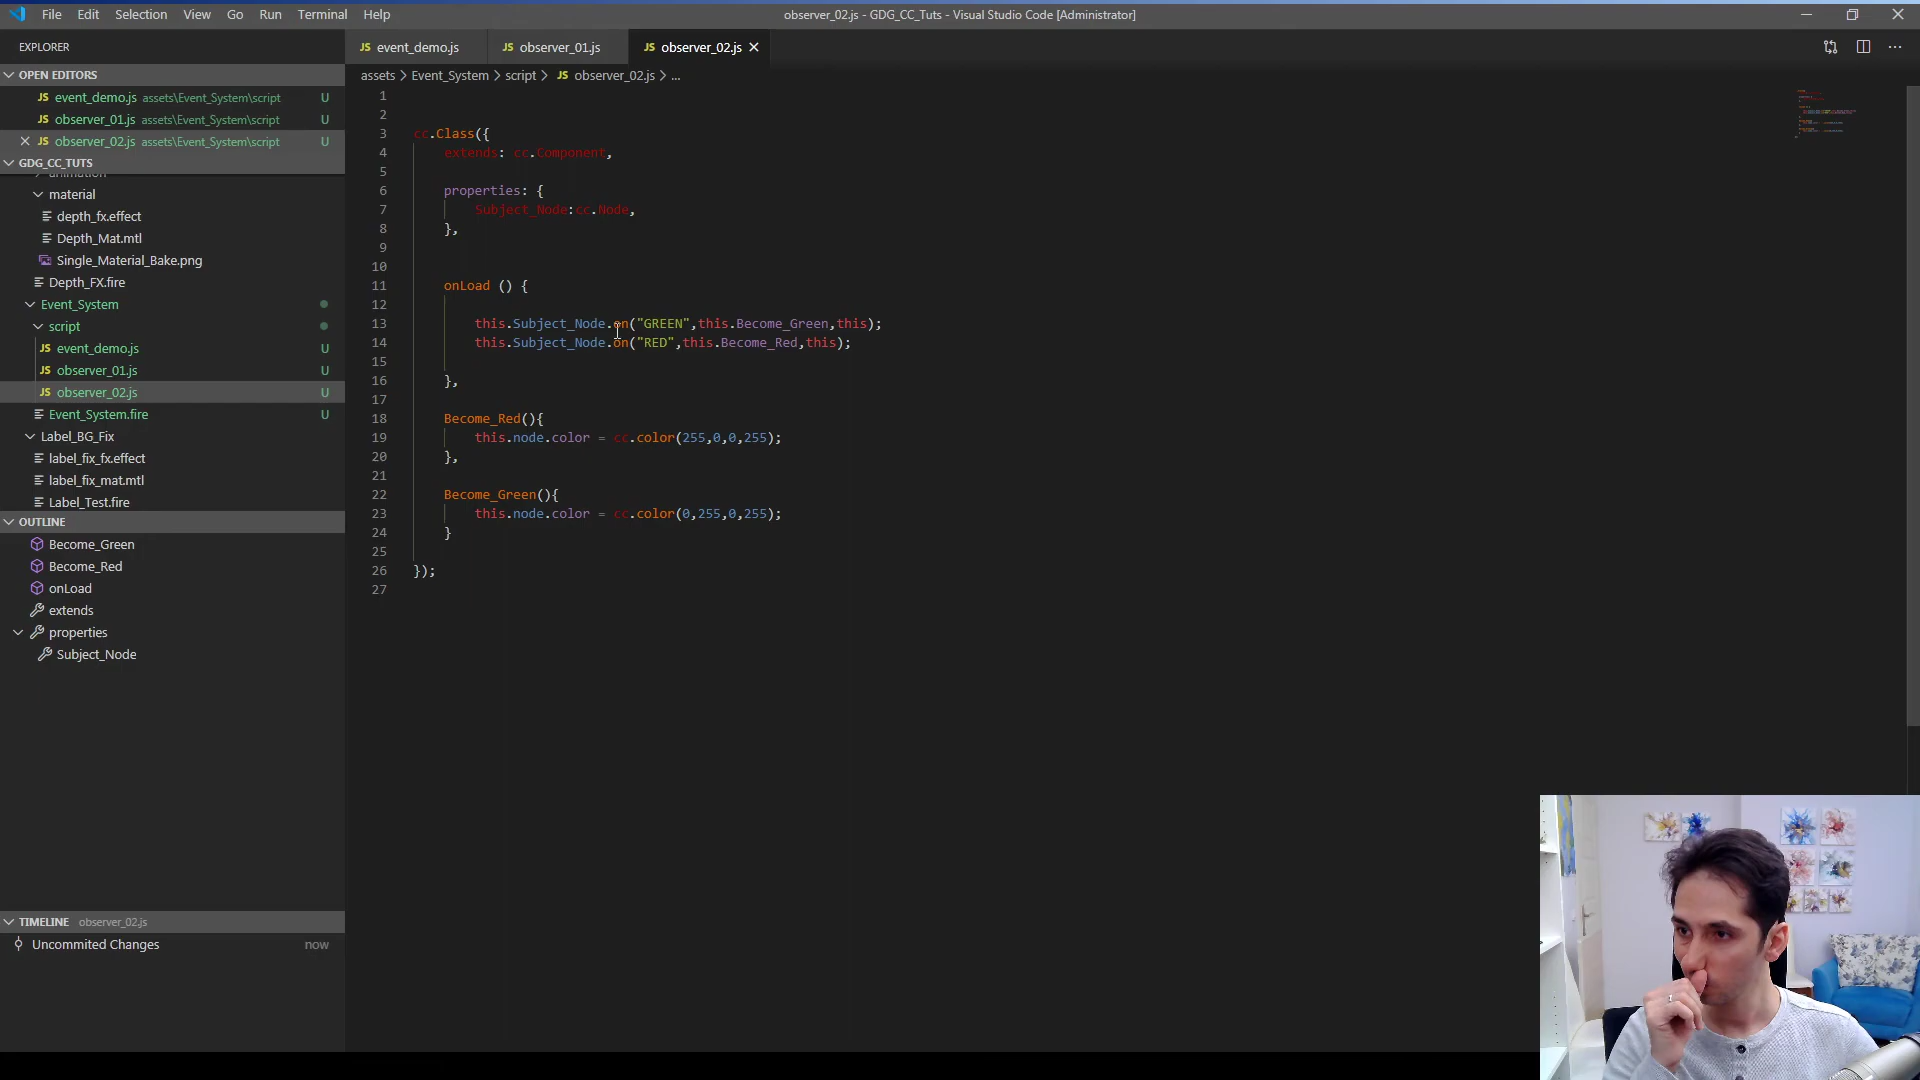 File Edit Selection View Go Run Terminal Help
observer_02.js - GDG_CC_Tuts - Visual Studio Code [Administrator]
EXPLORER
OPEN EDITORS
JS event_demo.js assets\Event_System\script U
JS observer_01.js assets\Event_System\script U
JS observer_02.js assets\Event_System\script U
GDG_CC_TUTS
animation
material
depth_fx.effect
Depth_Mat.mtl
Single_Material_Bake.png
Depth_FX.fire
Event_System
script
JS event_demo.js U
JS observer_01.js U
JS observer_02.js U
Event_System.fire U
Label_BG_Fix
label_fix_fx.effect
label_fix_mat.mtl
Label_Test.fire
OUTLINE
Become_Green
Become_Red
onLoad
extends
properties
Subject_Node
TIMELINE observer_02.js
Uncommited Changes now
JS event_demo.js JS observer_01.js JS observer_02.js
assets > Event_System > script > JS observer_02.js > ...
1
2
3 cc.Class({
4 extends: cc.Component,
5
6 properties: {
7 Subject_Node:cc.Node,
8 },
9
10
11 onLoad () {
12
13 this.Subject_Node.on("GREEN",this.Become_Green,this);
14 this.Subject_Node.on("RED",this.Become_Red,this);
15
16 },
17
18 Become_Red(){
19 this.node.color = cc.color(255,0,0,255);
20 },
21
22 Become_Green(){
23 this.node.color = cc.color(0,255,0,255);
24 }
25
26 });
27